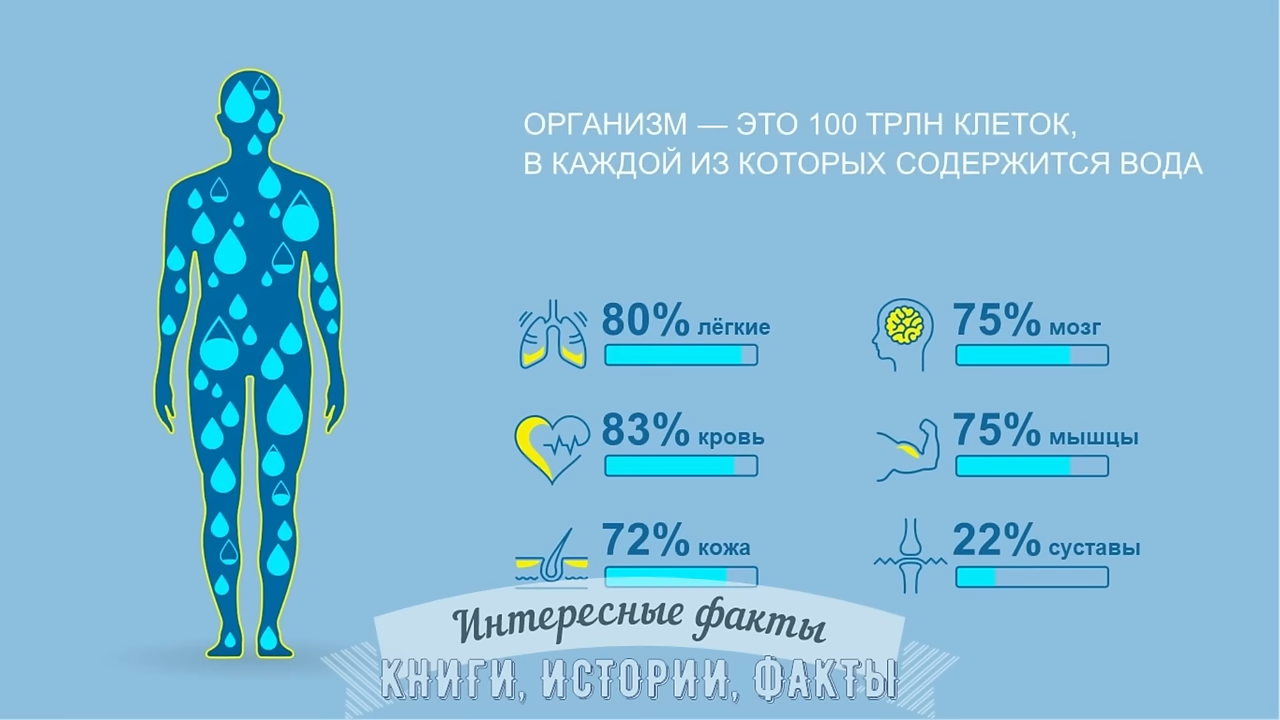 ОРГАНИЗМ — ЭТО 100 ТРЛН КЛЕТОК,
В КАЖДОЙ ИЗ КОТОРЫХ СОДЕРЖИТСЯ ВОДА
80% лёгкие
75% мозг
83% кровь
75% мышцы
72% кожа
22% суставы
Интересные факты
КНИГИ, ИСТОРИИ, ФАКТЫ